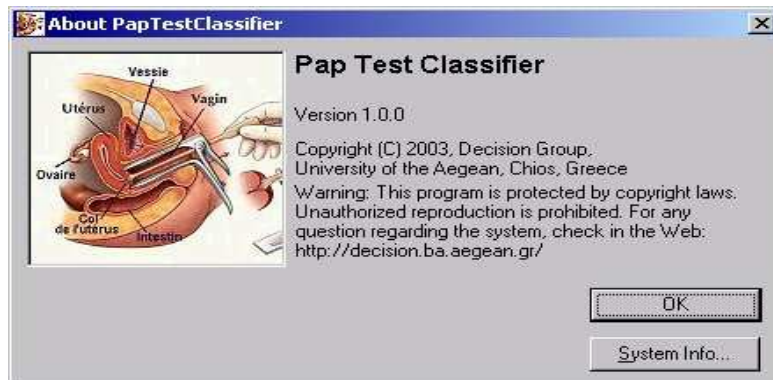 About PapTestClassifier
Vessie
Utérus
Vagin
Ovaire
Col
de l'utérus
Intestin
Pap Test Classifier
Version 1.0.0
Copyright (C) 2003, Decision Group,
University of the Aegean, Chios, Greece
Warning: This program is protected by copyright laws.
Unauthorized reproduction is prohibited. For any
question regarding the system, check in the Web:
http://decision.ba.aegean.gr/
OK
System Info...